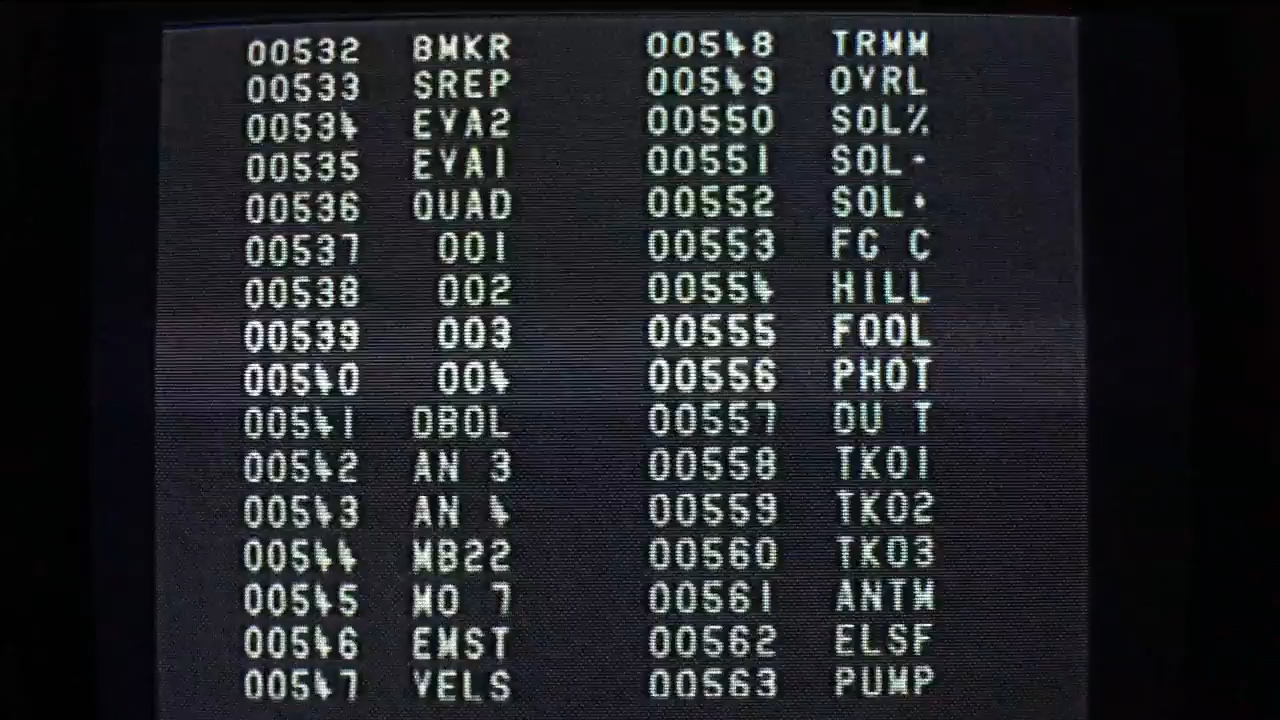 00532 BMKR 00548 TRMM
00533 SREP 00549 OVRL
00534 EVA2 00550 SOL%
00535 EVA1 00551 SOL-
00536 QUAD 00552 SOL+
00537 001 00553 FC C
00538 002 00554 HILL
00539 003 00555 FOOL
00540 004 00556 PHOT
00541 DBOL 00557 OU T
00542 AN 3 00558 TK01
00543 AN 4 00559 TK02
00544 MB22 00560 TK03
00545 MO 7 00561 ANTM
00546 EMST 00562 ELSF
00547 VELS 00563 PUMP